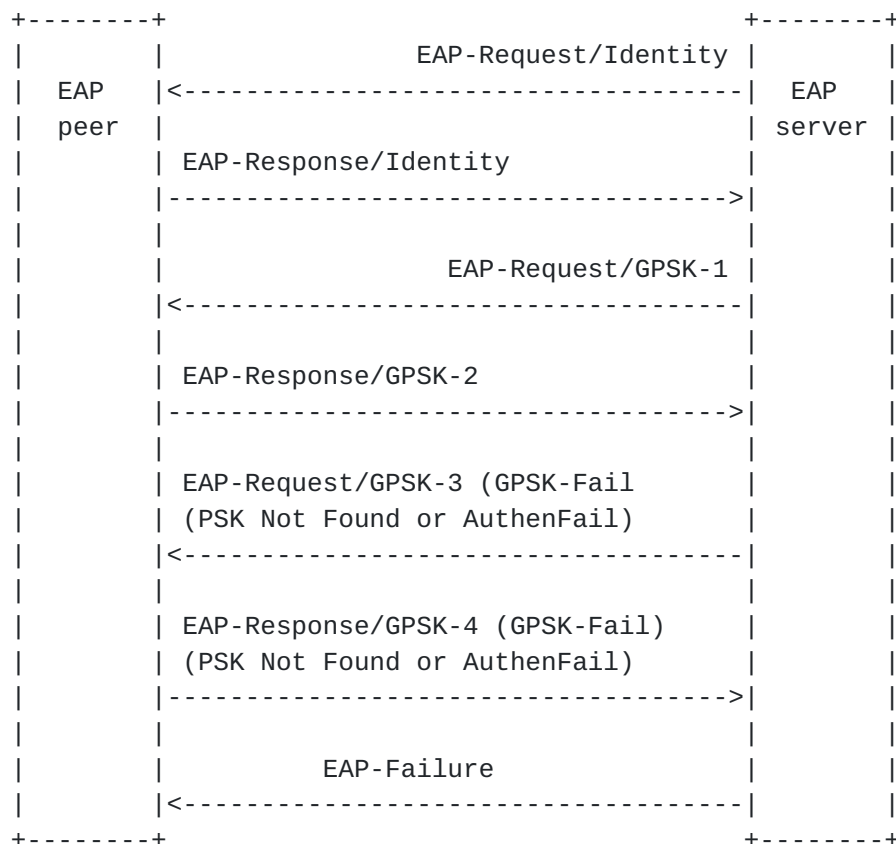 EAP-Request/Identity
EAP EAP
peer server
EAP-Response/Identity
EAP-Request/GPSK-1
EAP-Response/GPSK-2
EAP-Request/GPSK-3 (GPSK-Fail
(PSK Not Found or AuthenFail)
EAP-Response/GPSK-4 (GPSK-Fail)
(PSK Not Found or AuthenFail)
EAP-Failure